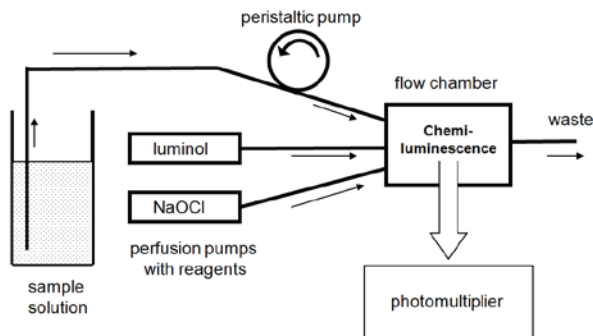 peristaltic pump
flow chamber
waste
Chemi-
luminescence
luminol
NaOCl
perfusion pumps
with reagents
sample
solution
photomultiplier